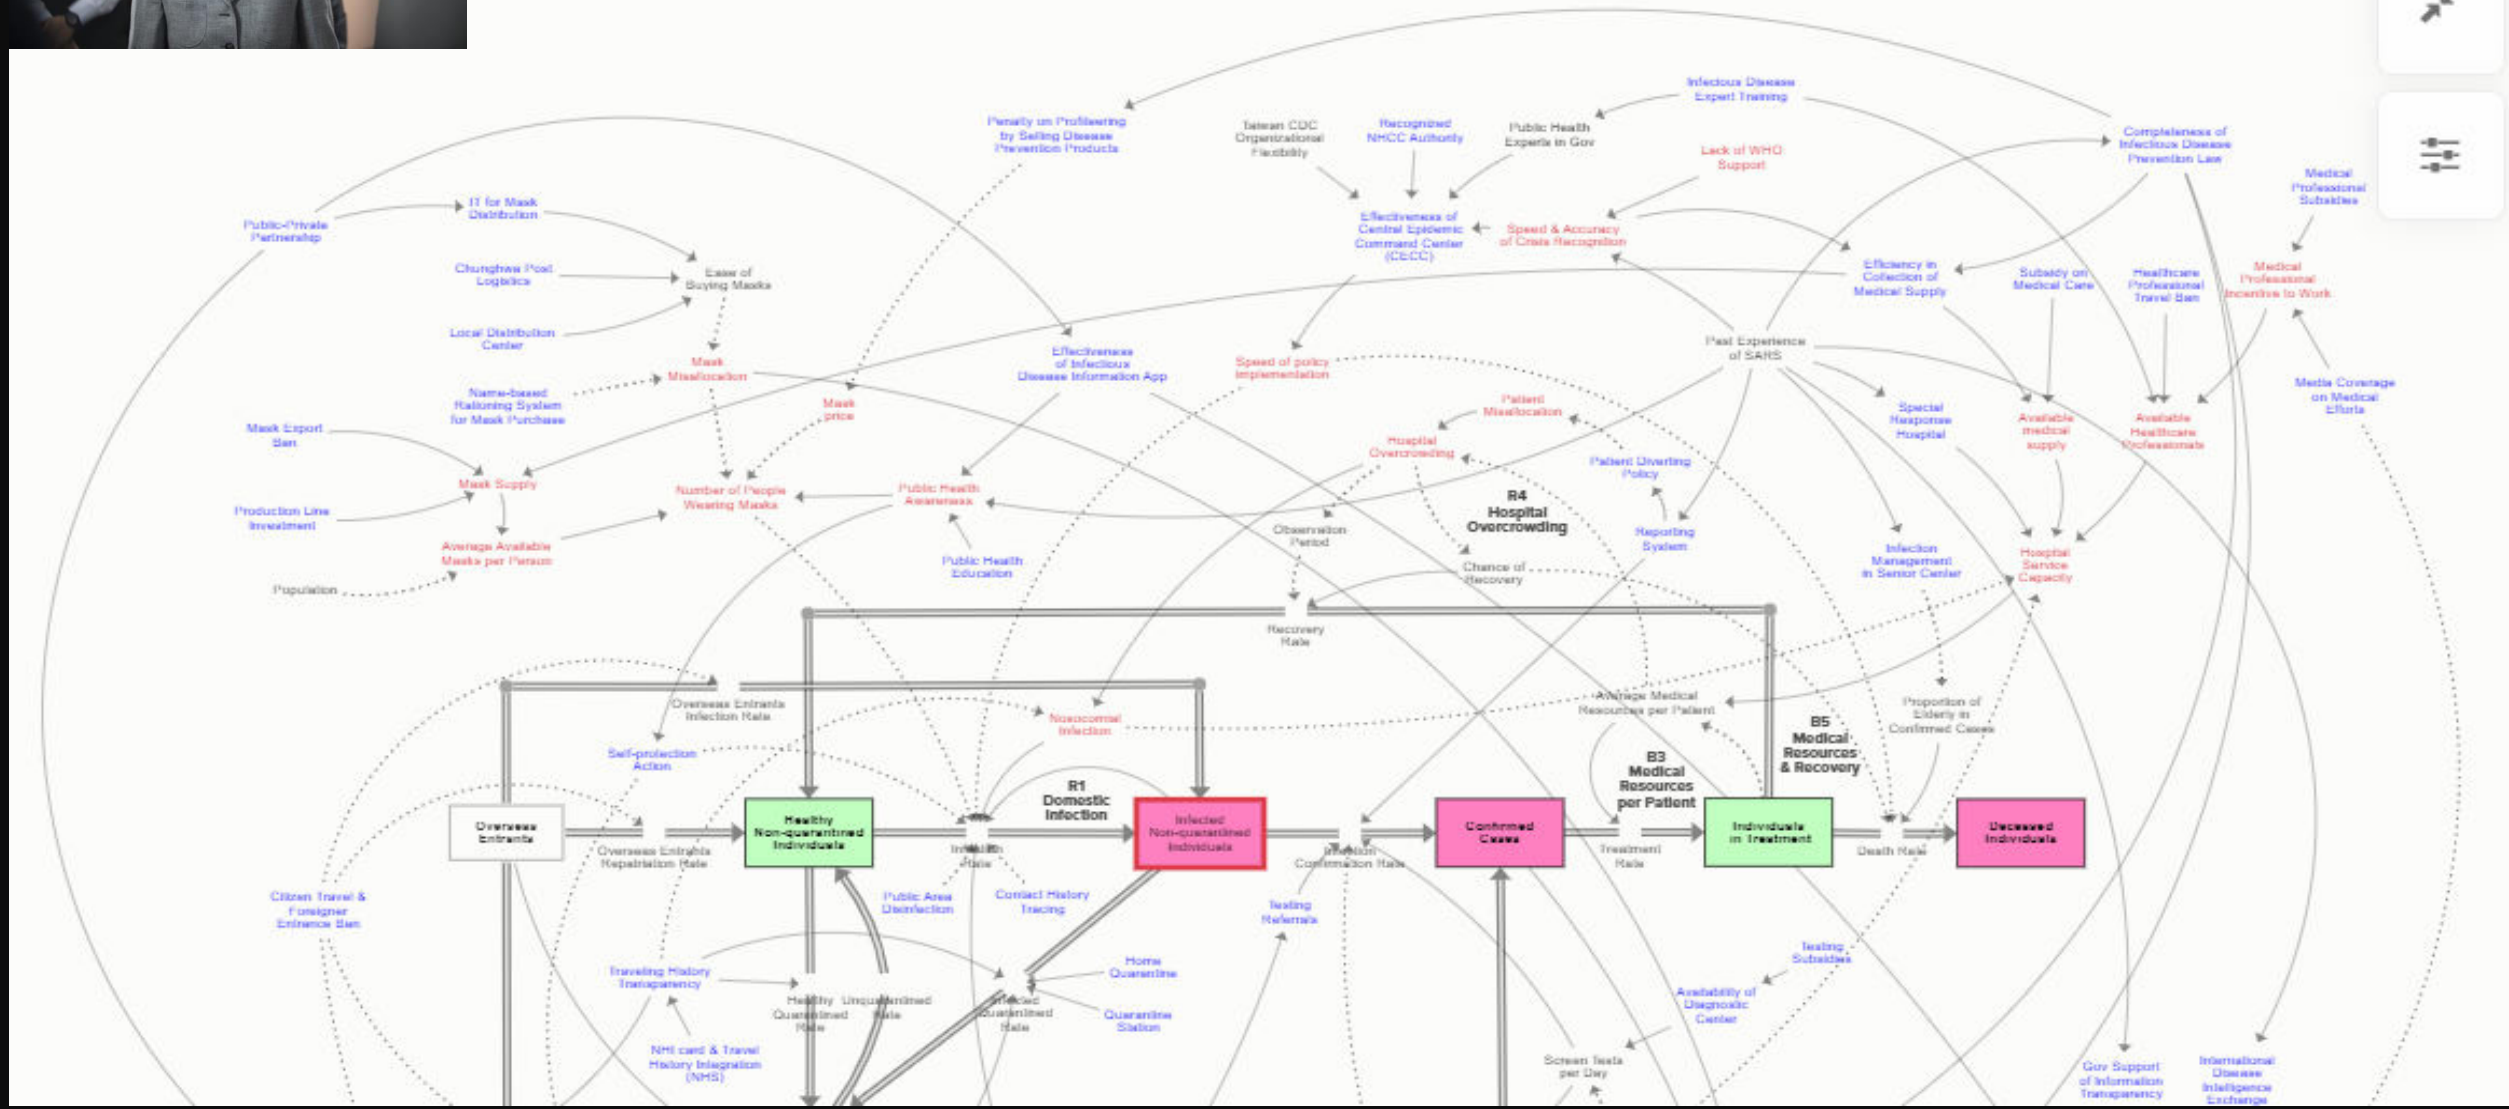 Infectious Disease
Expert Training
Penalty on Profiteering
by Selling Disease
Prevention Products
Taiwan CDC
Organizational
Flexibility
Recognized
NHCC Authority
Public Health
Experts in Gov
Lack of WHO
Support
Completeness of
Infectious Disease
Prevention Law
Medical
Professional
Subsidies
Public-Private
Partnership
IT for Mask
Distribution
Effectiveness of
Central Epidemic
Command Center
(CECC)
Speed & Accuracy
of Crisis Recognition
Chunghwa Post
Logistics
Ease of
Buying Masks
Efficiency in
Collection of
Medical Supply
Subsidy on
Medical Care
Healthcare
Professional
Travel Ban
Medical
Professional
Incentive to Work
Local Distribution
Center
Mask
Misallocation
Effectiveness
of Infectious
Disease Information App
Speed of policy
implementation
Past Experience
of SARS
Name-based
Rationing System
for Mask Purchase
Mask
price
Patient
Misallocation
Special
Response
Hospital
Available
medical
supply
Available
Healthcare
Professionals
Media Coverage
on Medical
Efforts
Mask Export
Ban
Hospital
Overcrowding
Patient Diverting
Policy
Mask Supply
Number of People
Wearing Masks
Public Health
Awareness
R4
Hospital
Overcrowding
Production Line
Investment
Observation
Period
Reporting
System
Average Available
Masks per Person
Public Health
Education
Chance of
Recovery
Infection
Management
in Senior Center
Hospital
Service
Capacity
Population
Recovery
Rate
Overseas Entrants
Infection Rate
Nosocormial
Infection
Average Medical
Resources per Patient
Proportion of
Elderly in
Confirmed Cases
Self-protection
Action
R1
Domestic
Infection
B3
Medical
Resources
per Patient
B5
Medical
Resources
& Recovery
Overseas
Entrants
Healthy
Non-quarantined
Individuals
Infected
Non-quarantined
Individuals
Confirmed
Cases
Individuals
in Treatment
Deceased
Individuals
Overseas Entrants
Repatriation Rate
Infection
Rate
Infection
Confirmation Rate
Treatment
Rate
Death Rate
Citizen Travel &
Foreigner
Entrance Ban
Public Area
Disinfection
Contact History
Tracing
Testing
Referrals
Traveling History
Transparency
Home
Quarantine
Testing
Subsidies
Healthy
Quarantined
Rate
Unquarantined
Rate
Infected
Quarantined
Rate
Quarantine
Station
Availability of
Diagnostic
Center
NHI card & Travel
History Integration
(NHS)
Screen Tests
per Day
Gov Support
of Information
Transparency
International
Disease
Intelligence
Exchange